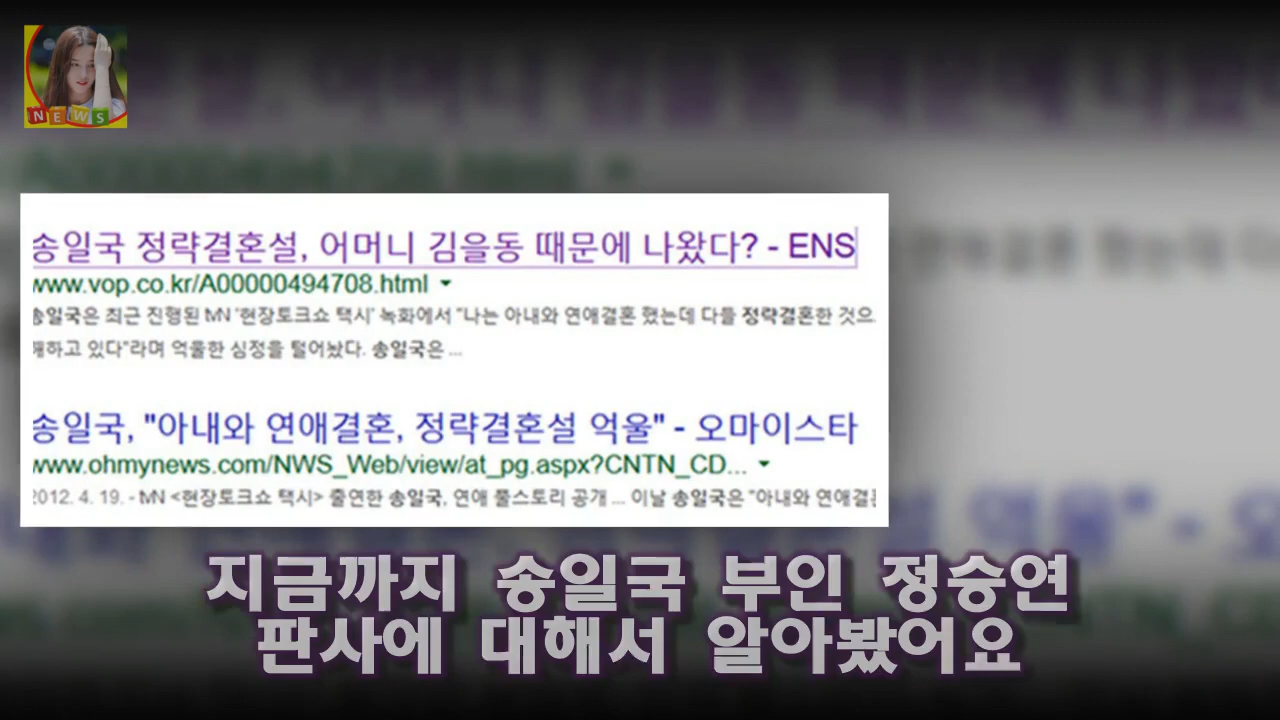 NEWS
송일국 정략결혼설, 어머니 김을동 때문에 나왔다? - ENS
www.vop.co.kr/A00000494708.html
송일국은 최근 진행된 tvN '현장토크쇼 택시' 녹화에서 "나는 아내와 연애결혼 했는데 다들 정략결혼한 것으
해하고 있다"라며 억울한 심정을 털어놨다. 송일국은 ...
송일국, "아내와 연애결혼, 정략결혼설 억울" - 오마이스타
www.ohmynews.com/NWS_Web/view/at_pg.aspx?CNTN_CD...
2012. 4. 19. - tvN <현장토크쇼 택시> 출연한 송일국, 연애 풀스토리 공개 ... 이날 송일국은 "아내와 연애결혼
지금까지 송일국 부인 정승연
판사에 대해서 알아봤어요